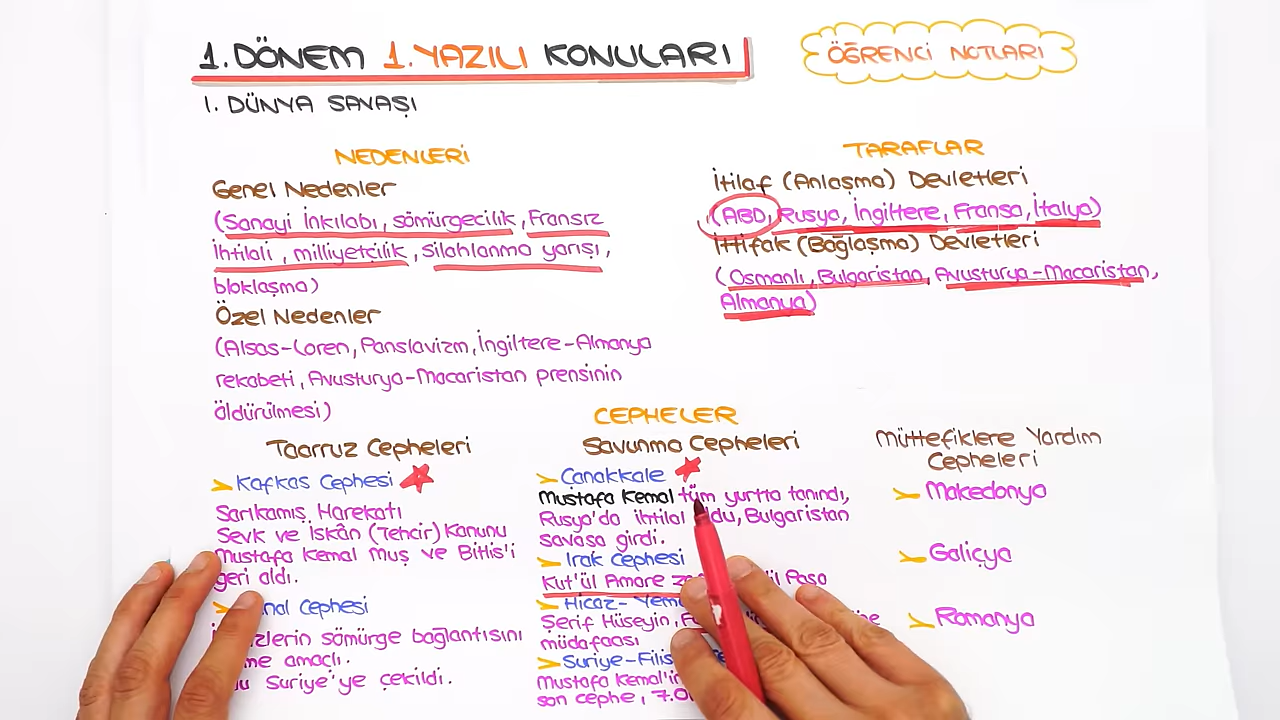 1. DÖNEM 1. YAZILI KONULARI
ÖĞRENCİ NOTLARI
I. DÜNYA SAVAŞI
NEDENLERİ
Genel Nedenler
(Sanayi İnkılabı, sömürgecilik, Fransız
İhtilali, milliyetçilik, silahlanma yarışı,
bloklaşma)
Özel Nedenler
(Alsas-Loren, Panslavizm, İngiltere-Almanya
rekabeti, Avusturya-Macaristan prensinin
öldürülmesi)
TARAFLAR
İtilaf (Anlaşma) Devletleri
(ABD, Rusya, İngiltere, Fransa, İtalya)
İttifak (Bağlaşma) Devletleri
(Osmanlı, Bulgaristan, Avusturya-Macaristan,
Almanya)
CEPHELER
Taarruz Cepheleri
Kafkas Cephesi
Sarıkamış Harekatı
Sevk ve İskân (Tehcir) Kanunu
Mustafa Kemal Muş ve Bitlis'i
geri aldı.
Cephesi
sömürge bağlantısını
amaçlı.
Suriye'ye çekildi.
Savunma Cepheleri
Çanakkale
Mustafa Kemal tüm yurtta tanındı,
Rusya'da ihtilal Bulgaristan
savaşa girdi.
Irak Cephesi
Kut'ül Amare Paşa
Hicaz-
Şerif Hüseyin,
müdafaası
Suriye-
Mustafa
son cephe,
Müttefiklere Yardım
Cepheleri
Makedonya
Galiçya
Romanya